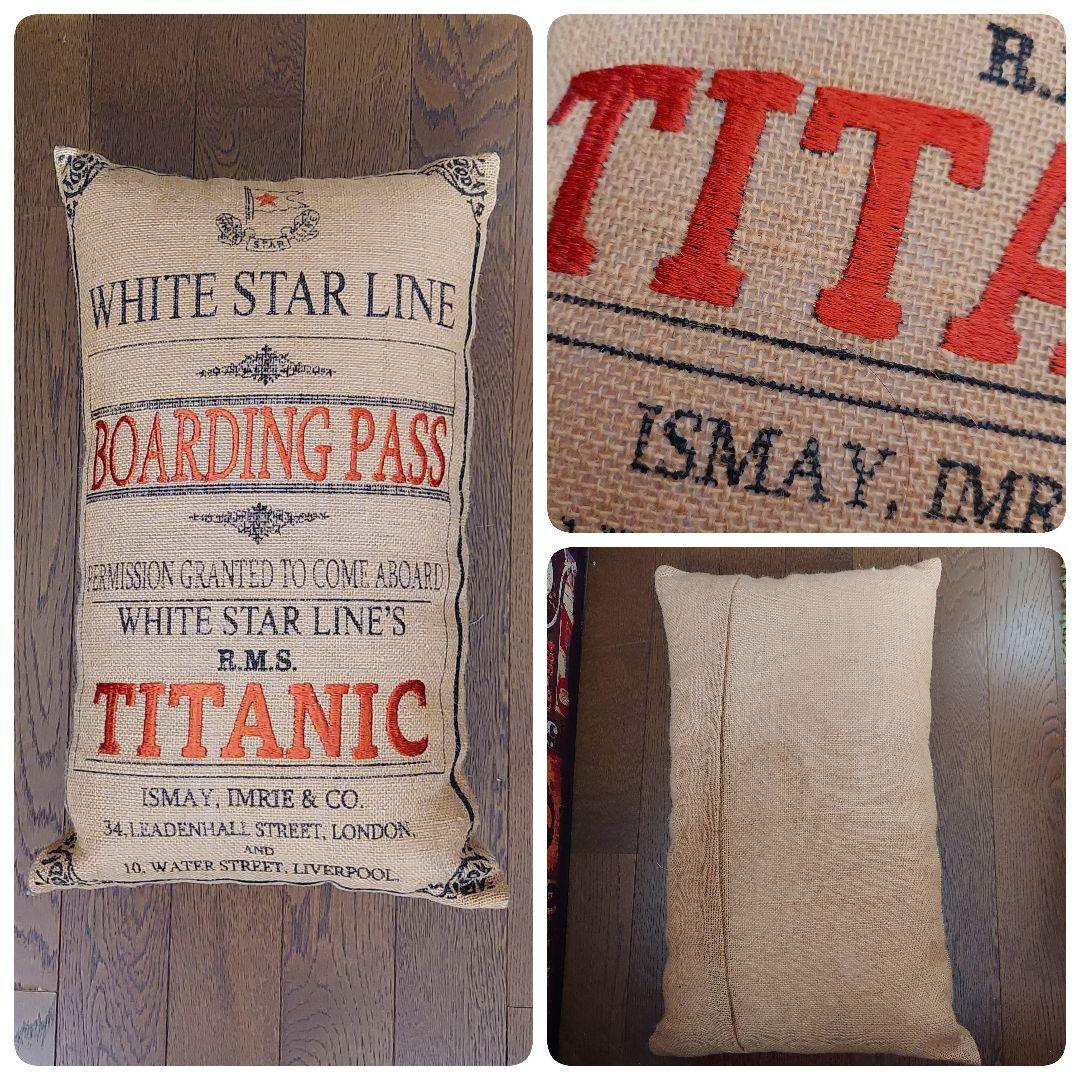 STAR
WHITE STAR LINE
BOARDING PASS
PERMISSION GRANTED TO COME ABOARD
WHITE STAR LINE'S
R.M.S.
TITANIC
ISMAY, IMRIE & CO.
34, LEADENHALL STREET, LONDON,
AND
10, WATER STREET, LIVERPOOL.
R.
TITA
ISMAY, IMR